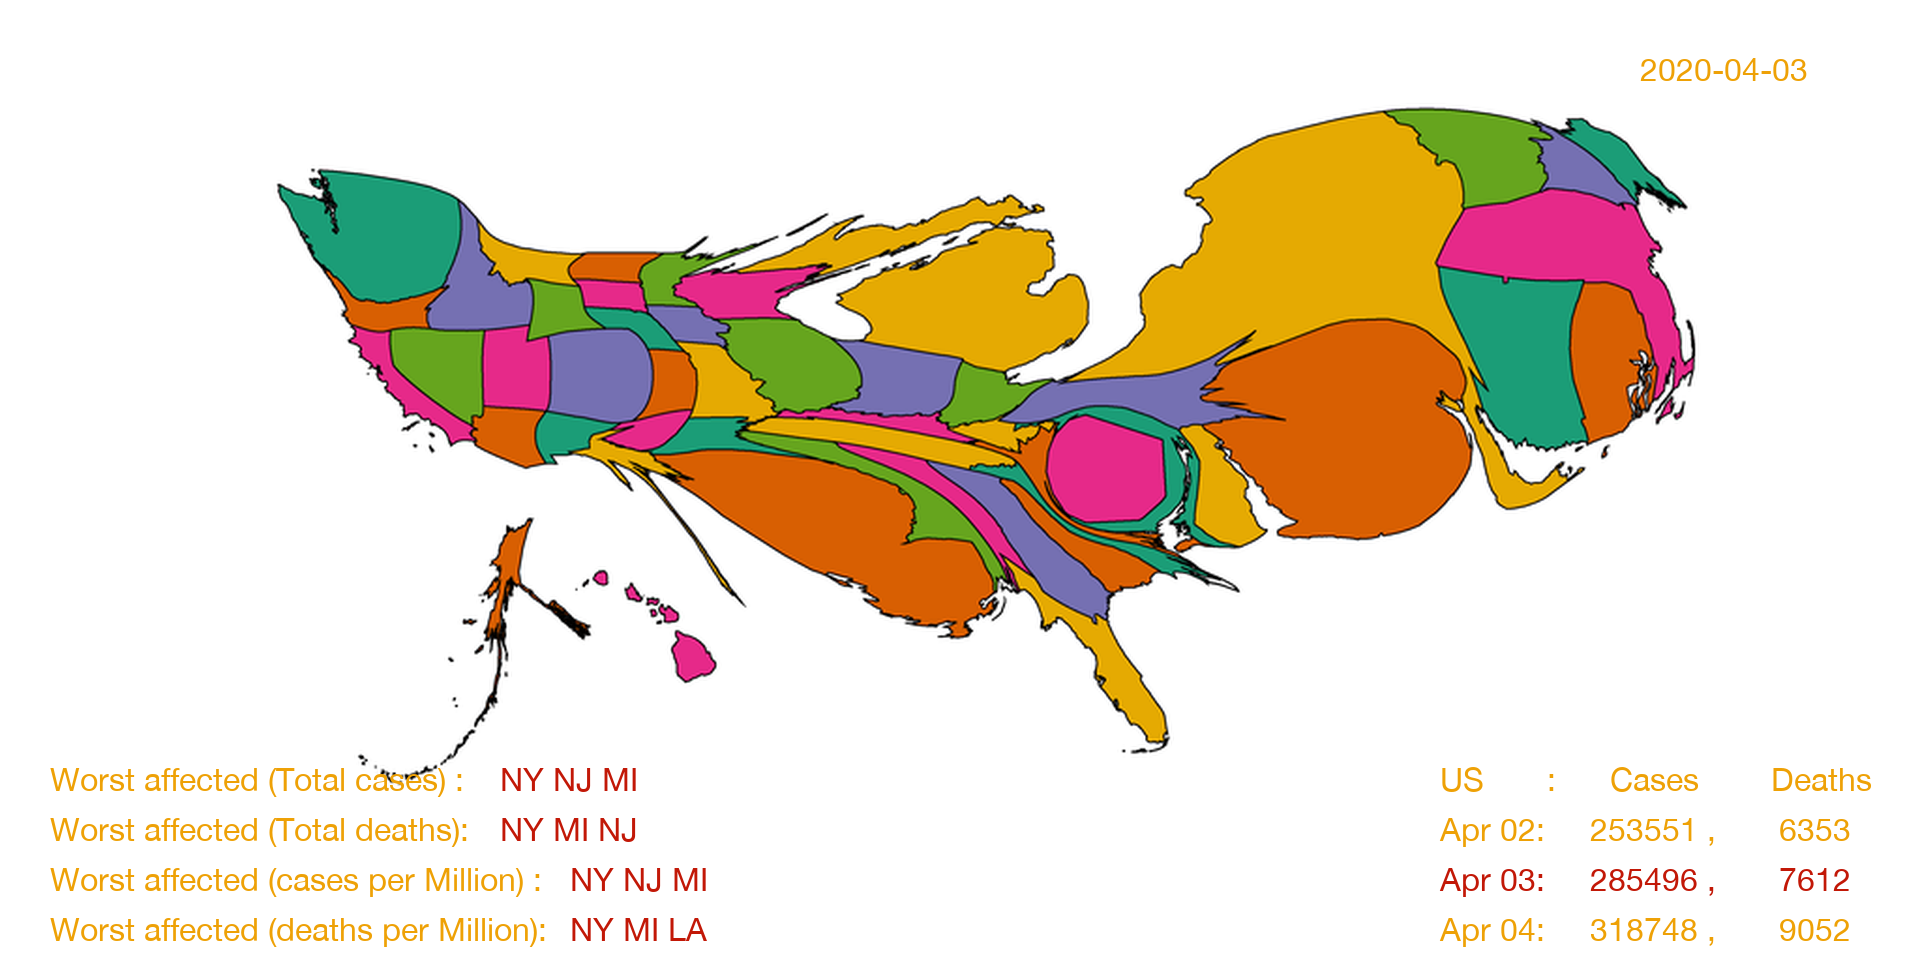 2020-04-03
Worst affected (Total cases) : NY NJ MI
Worst affected (Total deaths): NY MI NJ
Worst affected (cases per Million) : NY NJ MI
Worst affected (deaths per Million): NY MI LA
US : Cases Deaths
Apr 02: 253551 , 6353
Apr 03: 285496 , 7612
Apr 04: 318748 , 9052